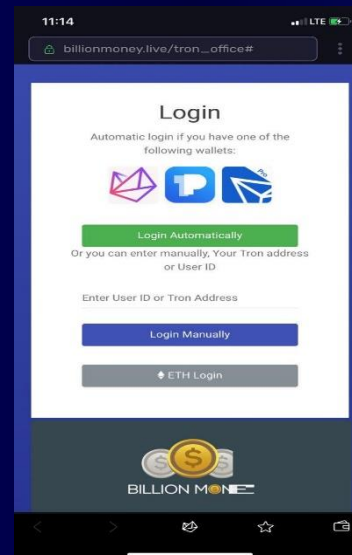 11:14
LTE
billionmoney.live/tron_office#
Login
Automatic login if you have one of the
following wallets:
Pro
Login Automatically
Or you can enter manually, Your Tron address
or User ID
Enter User ID or Tron Address
Login Manually
ETH Login
BILLION MONE